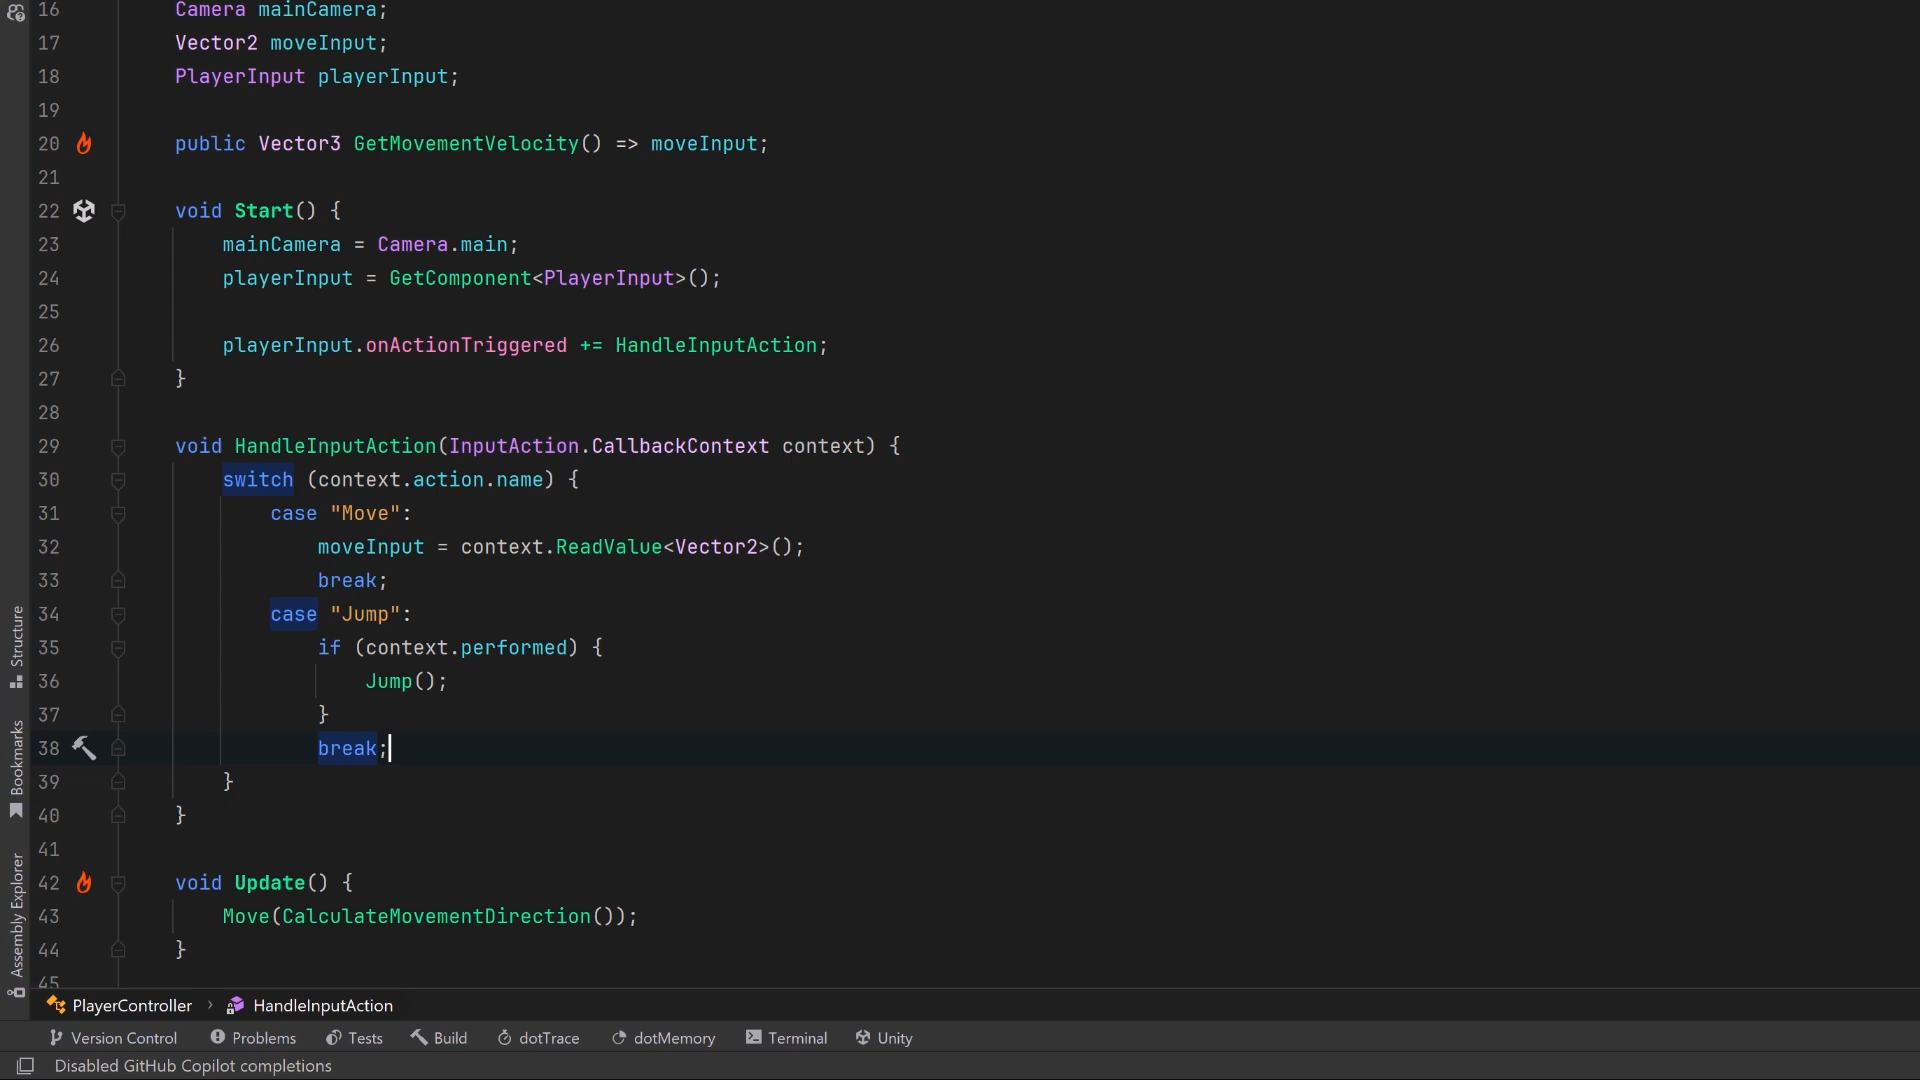 16 Camera mainCamera;
17 Vector2 moveInput;
18 PlayerInput playerInput;
19
20 public Vector3 GetMovementVelocity() => moveInput;
21
22 void Start() {
23 mainCamera = Camera.main;
24 playerInput = GetComponent<PlayerInput>();
25
26 playerInput.onActionTriggered += HandleInputAction;
27 }
28
29 void HandleInputAction(InputAction.CallbackContext context) {
30 switch (context.action.name) {
31 case "Move":
32 moveInput = context.ReadValue<Vector2>();
33 break;
34 case "Jump":
35 if (context.performed) {
36 Jump();
37 }
38 break;
39 }
40 }
41
42 void Update() {
43 Move(CalculateMovementDirection());
44 }
45
Structure
Bookmarks
Assembly Explorer
PlayerController › HandleInputAction
Version Control Problems Tests Build dotTrace dotMemory Terminal Unity
Disabled GitHub Copilot completions